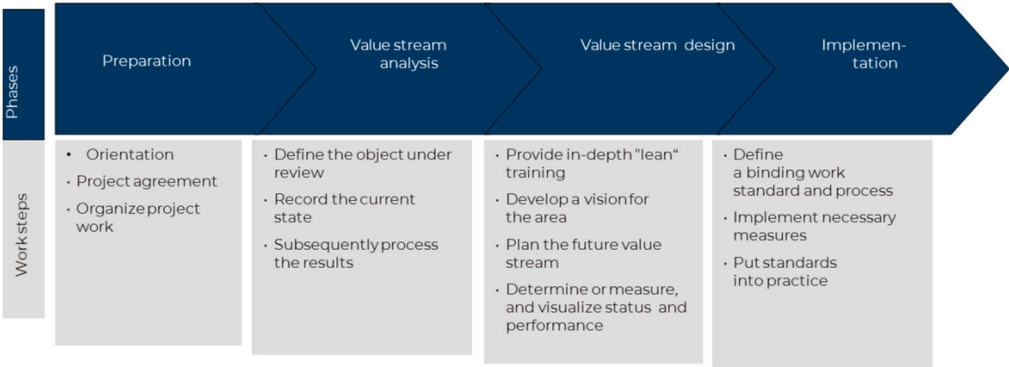 Phases
Preparation
Value stream
analysis
Value stream design
Implemen-
tation
Work steps
• Orientation
· Project agreement
· Organize project
work
· Define the object under
review
· Record the current
state
· Subsequently process
the results
· Provide in-depth "lean“
training
· Develop a vision for
the area
· Plan the future value
stream
· Determine or measure,
and visualize status and
performance
· Define
a binding work
standard and process
· Implement necessary
measures
· Put standards
into practice